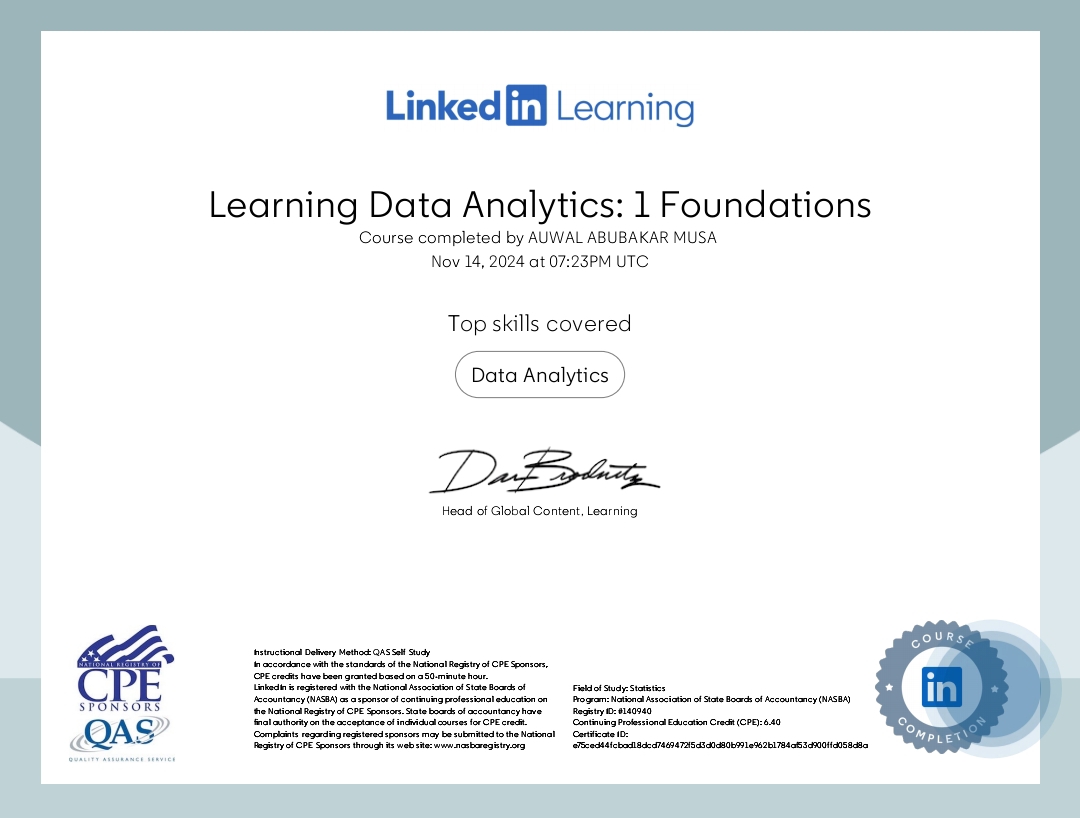 LinkedIn Learning
Learning Data Analytics: 1 Foundations
Course completed by AUWAL ABUBAKAR MUSA
Nov 14, 2024 at 07:23PM UTC
Top skills covered
Data Analytics
Dan Brodnitz
Head of Global Content, Learning
NATIONAL REGISTRY OF
CPE
SPONSORS
QAS
QUALITY ASSURANCE SERVICE
Instructional Delivery Method: QAS Self Study
In accordance with the standards of the National Registry of CPE Sponsors,
CPE credits have been granted based on a 50-minute hour.
LinkedIn is registered with the National Association of State Boards of
Accountancy (NASBA) as a sponsor of continuing professional education on
the National Registry of CPE Sponsors. State boards of accountancy have
final authority on the acceptance of individual courses for CPE credit.
Complaints regarding registered sponsors may be submitted to the National
Registry of CPE Sponsors through its web site: www.nasbaregistry.org
Field of Study: Statistics
Program: National Association of State Boards of Accountancy (NASBA)
Registry ID: #140940
Continuing Professional Education Credit (CPE): 6.40
Certificate ID:
e75ced44fcbad18dcd7469472f5d3d0d80b991e962b1784af53d900ffd058d8a
COURSE
in
COMPLETION